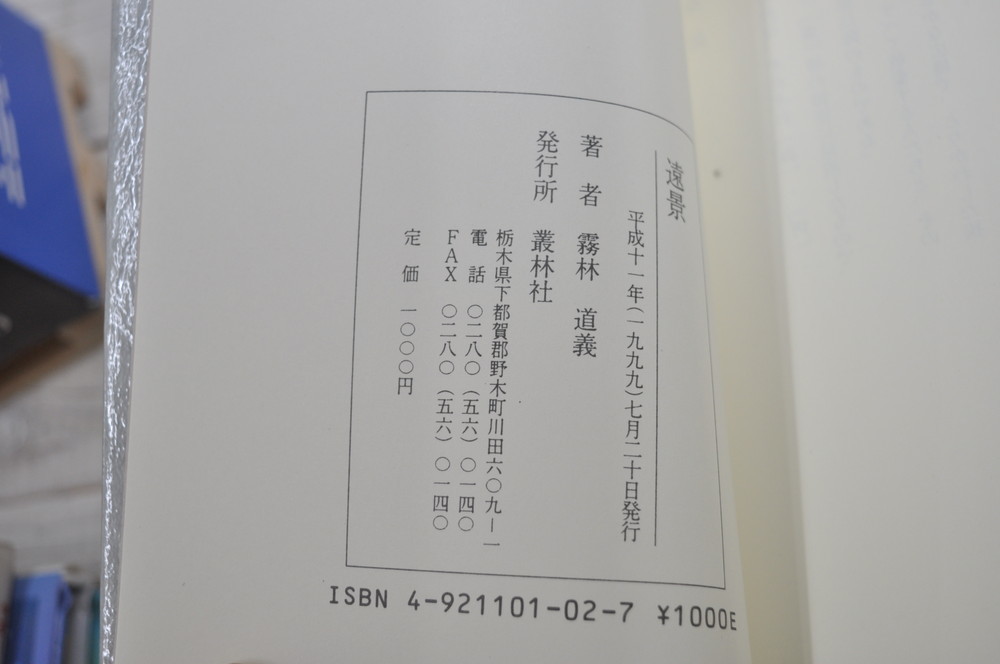 遠景
平成十一年(一九九九)七月二十日発行
著 者 霧林 道義
発行所 叢林社
栃木県下都賀郡野木町川田六〇九-一
電 話 〇二八〇(五六)〇一四〇
FAX 〇二八〇(五六)〇一四〇
定 価 一〇〇〇円
ISBN 4-921101-02-7 ¥1000E